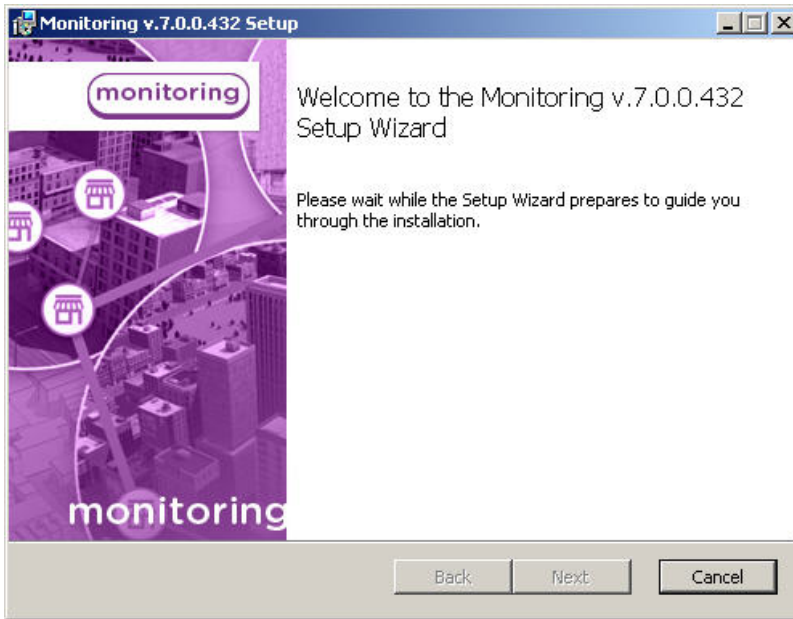 Monitoring v.7.0.0.432 Setup
monitoring
Welcome to the Monitoring v.7.0.0.432
Setup Wizard
Please wait while the Setup Wizard prepares to guide you
through the installation.
monitoring
Back
Next
Cancel